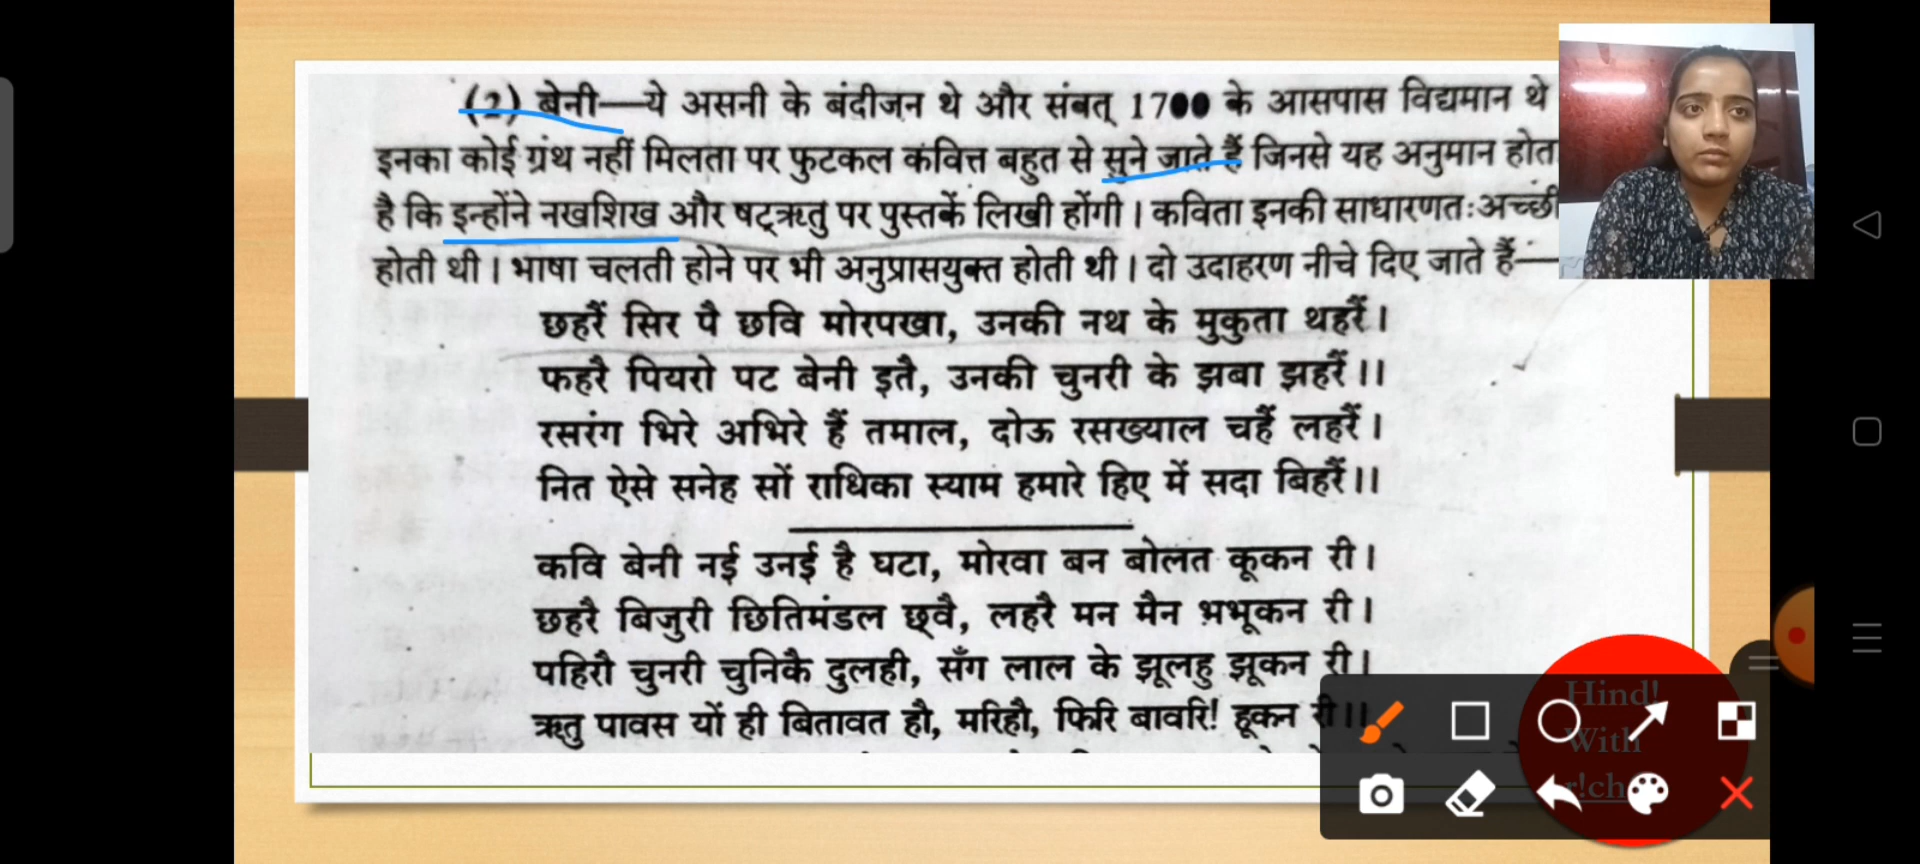 (2) बेनी—ये असनी के बंदीजन थे और संबत् 1700 के आसपास विद्यमान थे
इनका कोई ग्रंथ नहीं मिलता पर फुटकल कवित्त बहुत से सुने जाते हैं जिनसे यह अनुमान होत
है कि इन्होंने नखशिख और षट्ऋतु पर पुस्तकें लिखी होंगी। कविता इनकी साधारणतः अच्छी
होती थी। भाषा चलती होने पर भी अनुप्रासयुक्त होती थी। दो उदाहरण नीचे दिए जाते हैं—
छहरैं सिर पै छवि मोरपखा, उनकी नथ के मुकुता थहरैं।
फहरै पियरो पट बेनी इतै, उनकी चुनरी के झबा झहरैं।।
रसरंग भिरे अभिरे हैं तमाल, दोऊ रसख्याल चहैं लहरैं।
नित ऐसे सनेह सों राधिका स्याम हमारे हिए में सदा बिहरैं।।
कवि बेनी नई उनई है घटा, मोरवा बन बोलत कूकन री।
छहरै बिजुरी छितिमंडल छ्वै, लहरै मन मैन भभूकन री।
पहिरौ चुनरी चुनिकै दुलही, सँग लाल के झूलहु झूकन री।
ऋतु पावस यों ही बितावत हौ, मरिहौ, फिरि बावरि! हूकन री।।
Hind!
With
r!ch